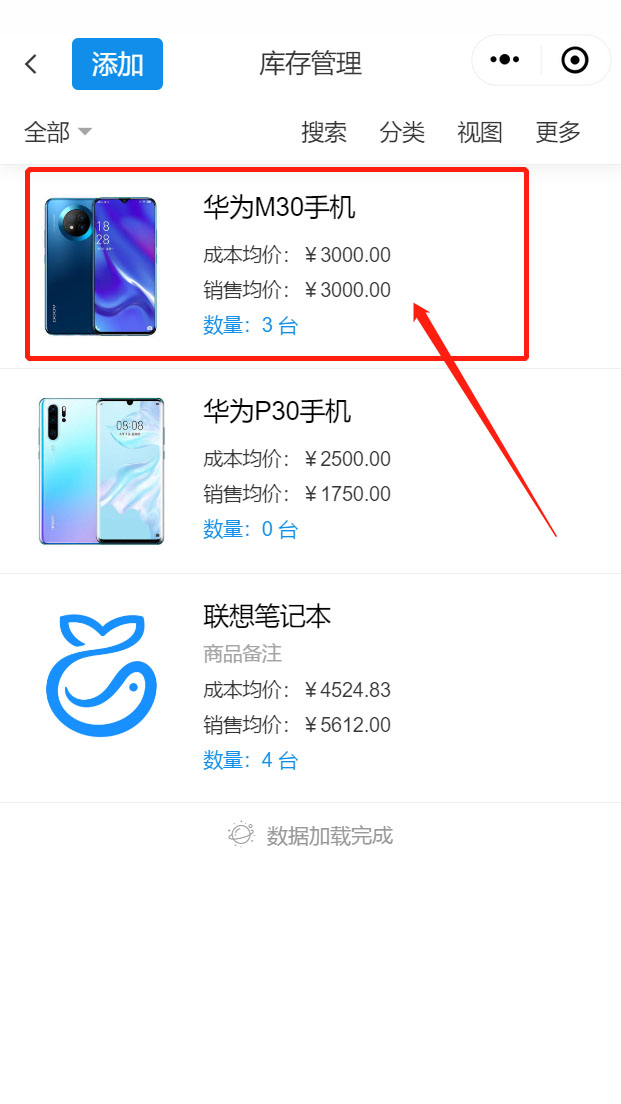 添加
库存管理
全部
搜索 分类 视图 更多
华为M30手机
成本均价：￥3000.00
销售均价：￥3000.00
数量：3 台
18
28
DOOV
华为P30手机
成本均价：￥2500.00
销售均价：￥1750.00
数量：0 台
08:08
联想笔记本
商品备注
成本均价：￥4524.83
销售均价：￥5612.00
数量：4 台
数据加载完成